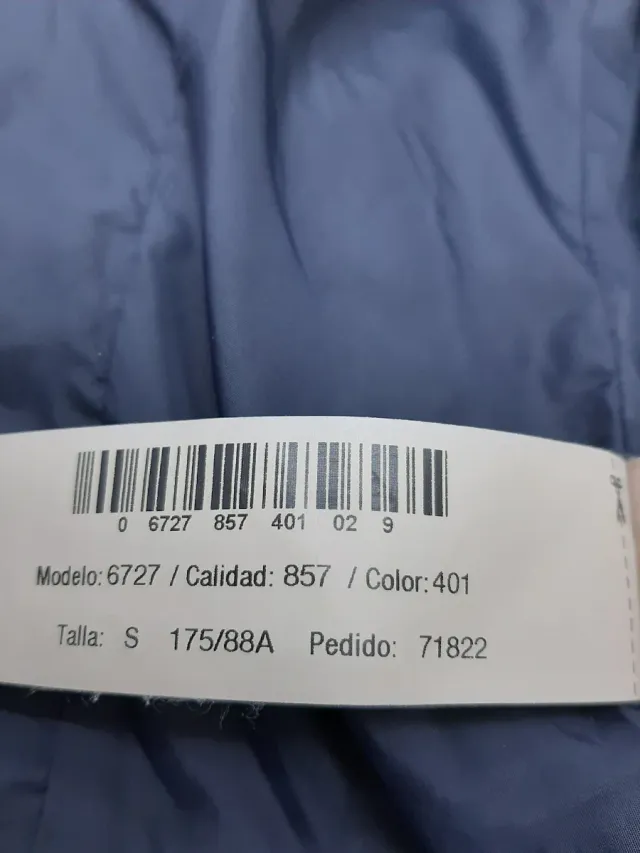 0 6727 857 401 02 9
Modelo: 6727 / Calidad: 857 / Color: 401
Talla: S 175/88A Pedido: 71822